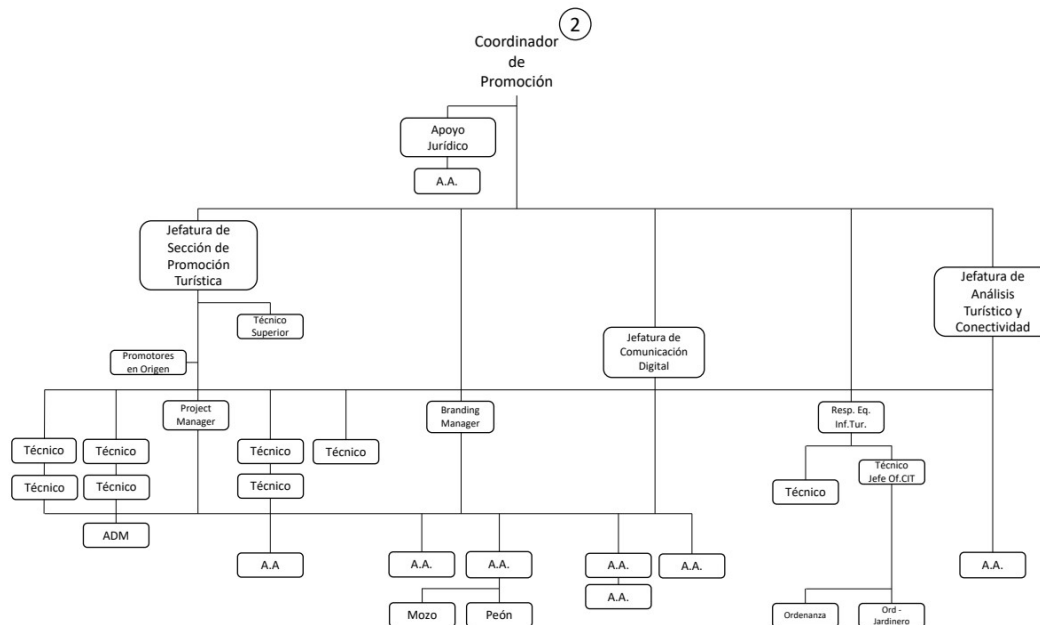 2
Coordinador
de
Promoción
Apoyo
Jurídico
A.A.
Jefatura de
Sección de
Promoción
Turística
Jefatura de
Análisis
Turístico y
Conectividad
Técnico
Superior
Jefatura de
Comunicación
Digital
Promotores
en Origen
Project
Manager
Branding
Manager
Resp. Eq.
Inf.Tur.
Técnico
Técnico
Técnico
Técnico
Técnico
Técnico
Técnico
Técnico
Técnico
Jefe Of.CIT
ADM
A.A
A.A.
A.A.
A.A.
A.A.
A.A.
A.A.
Mozo
Peón
Ordenanza
Ord -
Jardinero